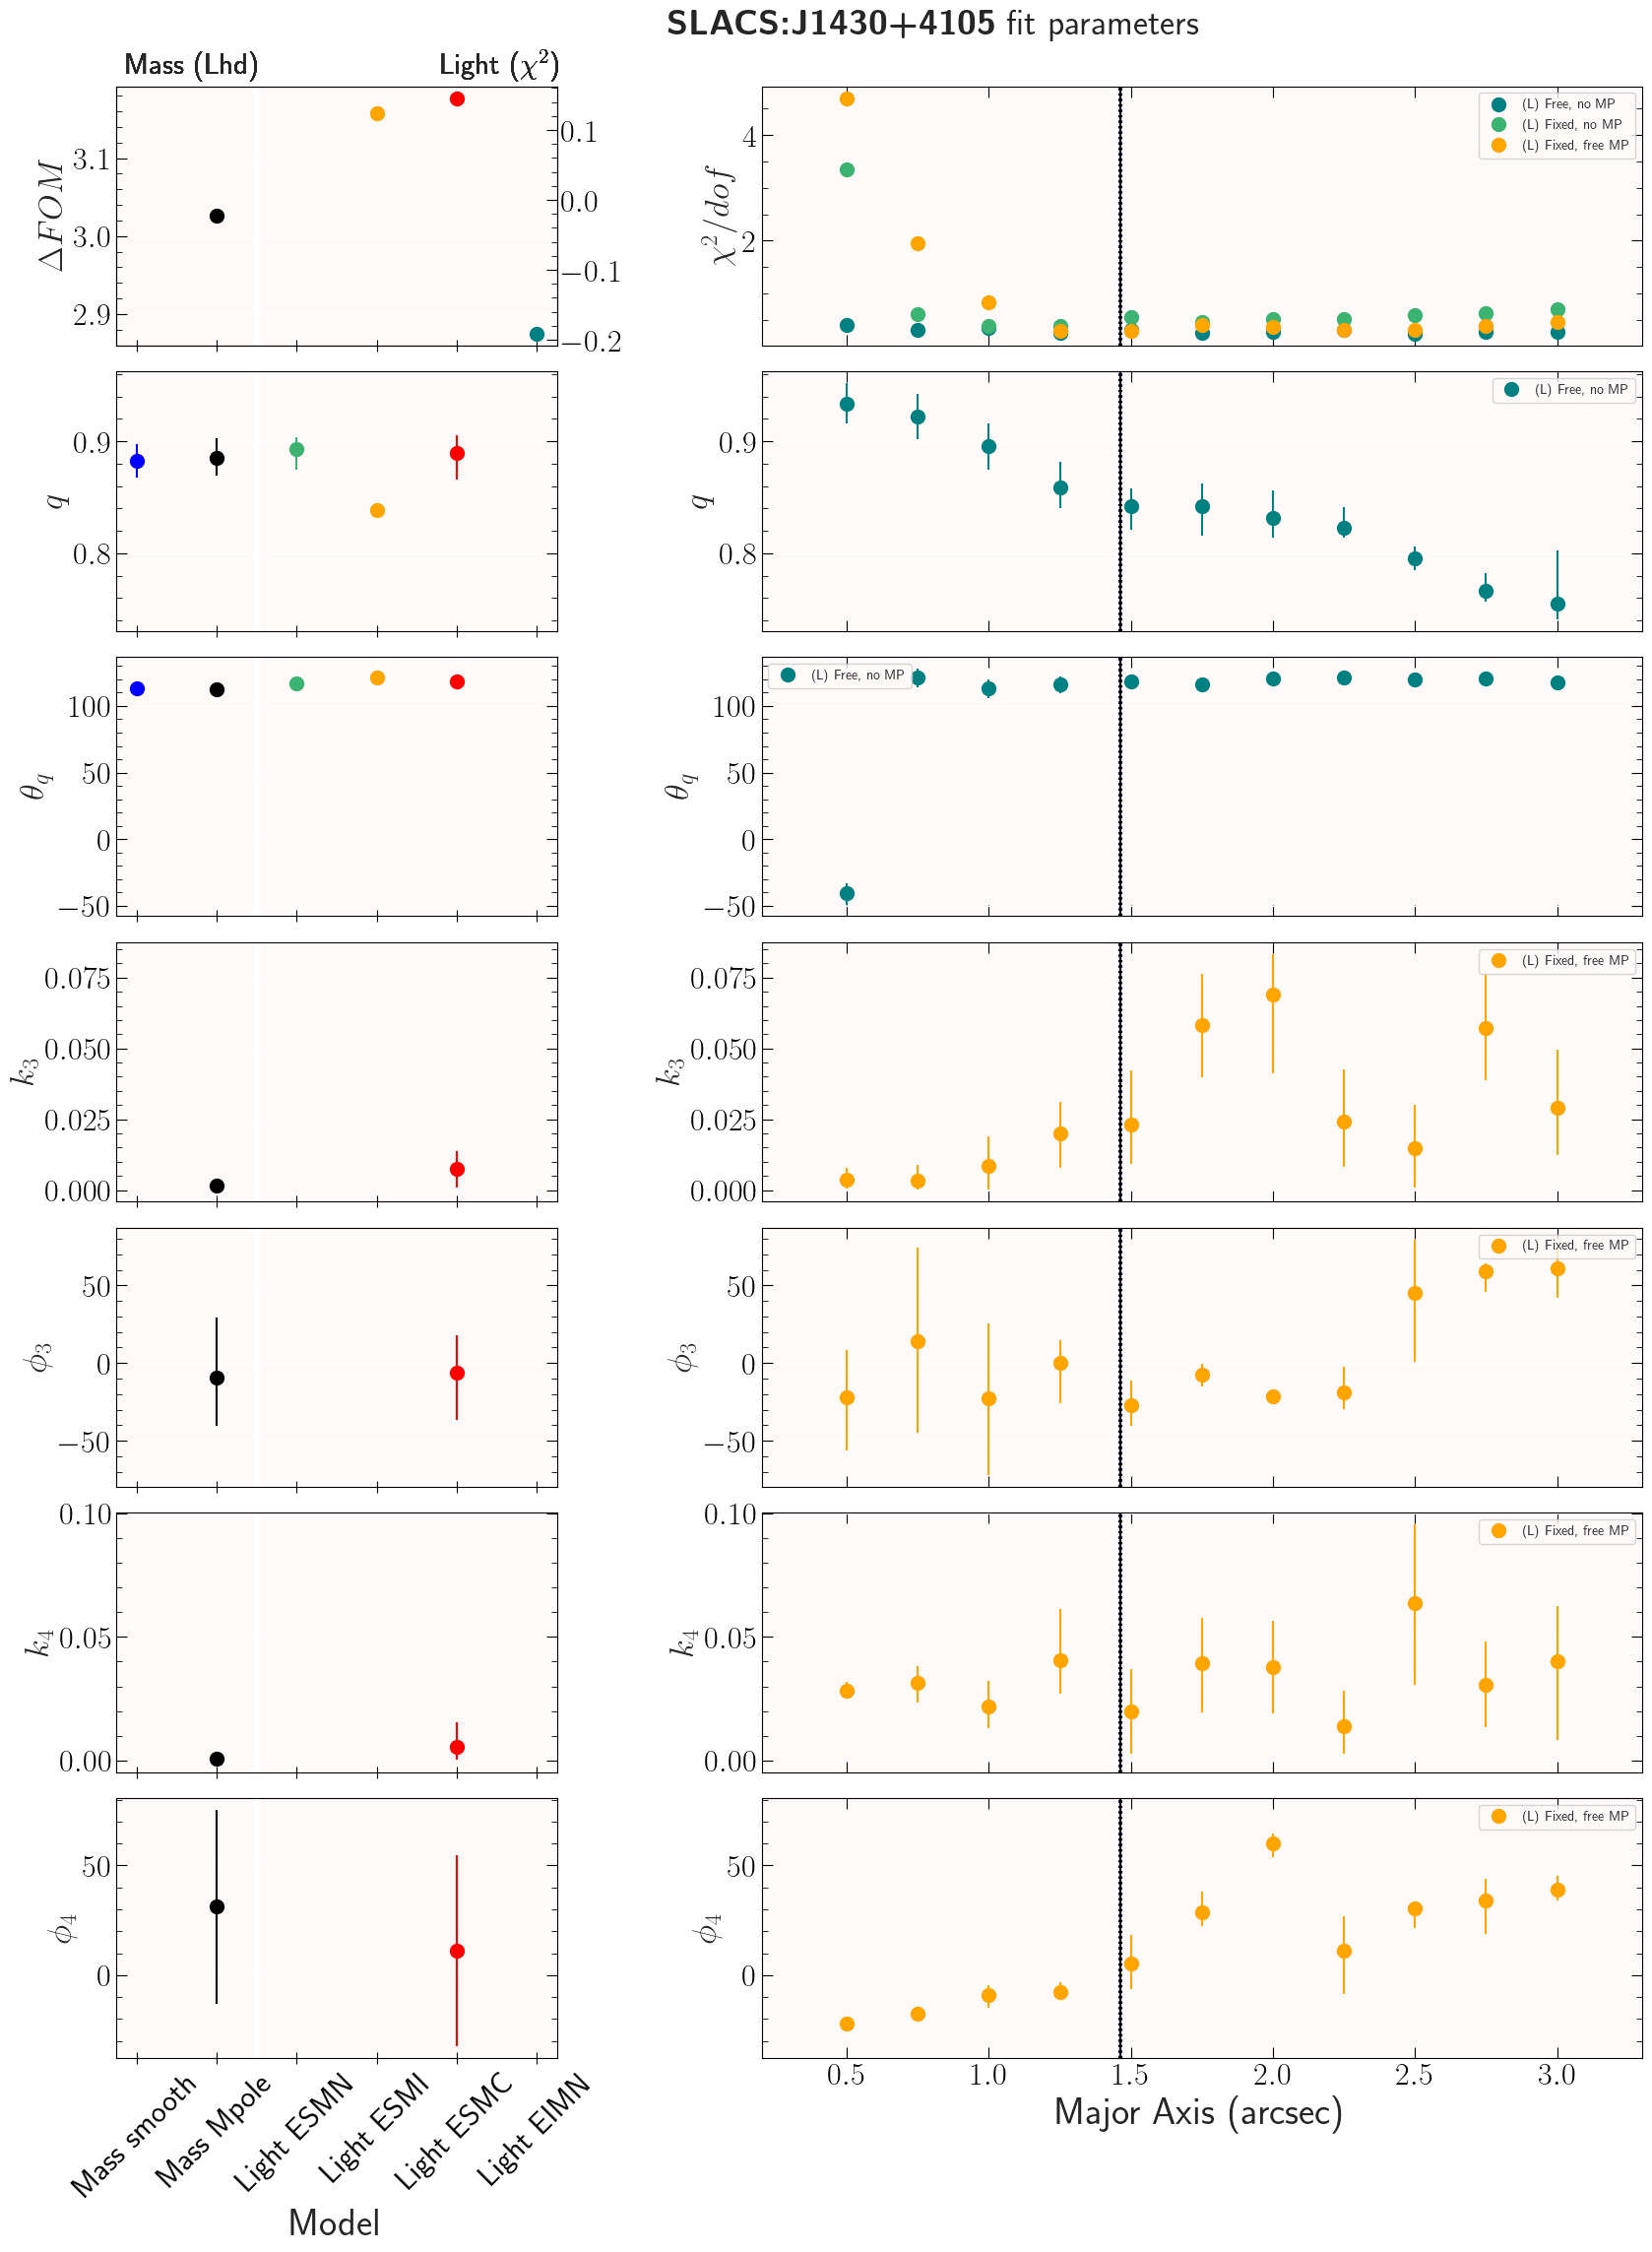 SLACS:J1430+4105 fit parameters
Mass (Lhd)
Light (χ²)
ΔFOM
3.1
3.0
2.9
0.1
0.0
−0.1
−0.2
χ²/dof
4
2
(L) Free, no MP
(L) Fixed, no MP
(L) Fixed, free MP
q
0.9
0.8
q
0.9
0.8
(L) Free, no MP
θq
100
50
0
−50
θq
100
50
0
−50
(L) Free, no MP
k3
0.075
0.050
0.025
0.000
k3
0.075
0.050
0.025
0.000
(L) Fixed, free MP
ϕ3
50
0
−50
ϕ3
50
0
−50
(L) Fixed, free MP
k4
0.10
0.05
0.00
k4
0.10
0.05
0.00
(L) Fixed, free MP
ϕ4
50
0
ϕ4
50
0
(L) Fixed, free MP
Mass smooth
Mass Mpole
Light ESMN
Light ESMI
Light ESMC
Light EIMN
Model
0.5 1.0 1.5 2.0 2.5 3.0
Major Axis (arcsec)